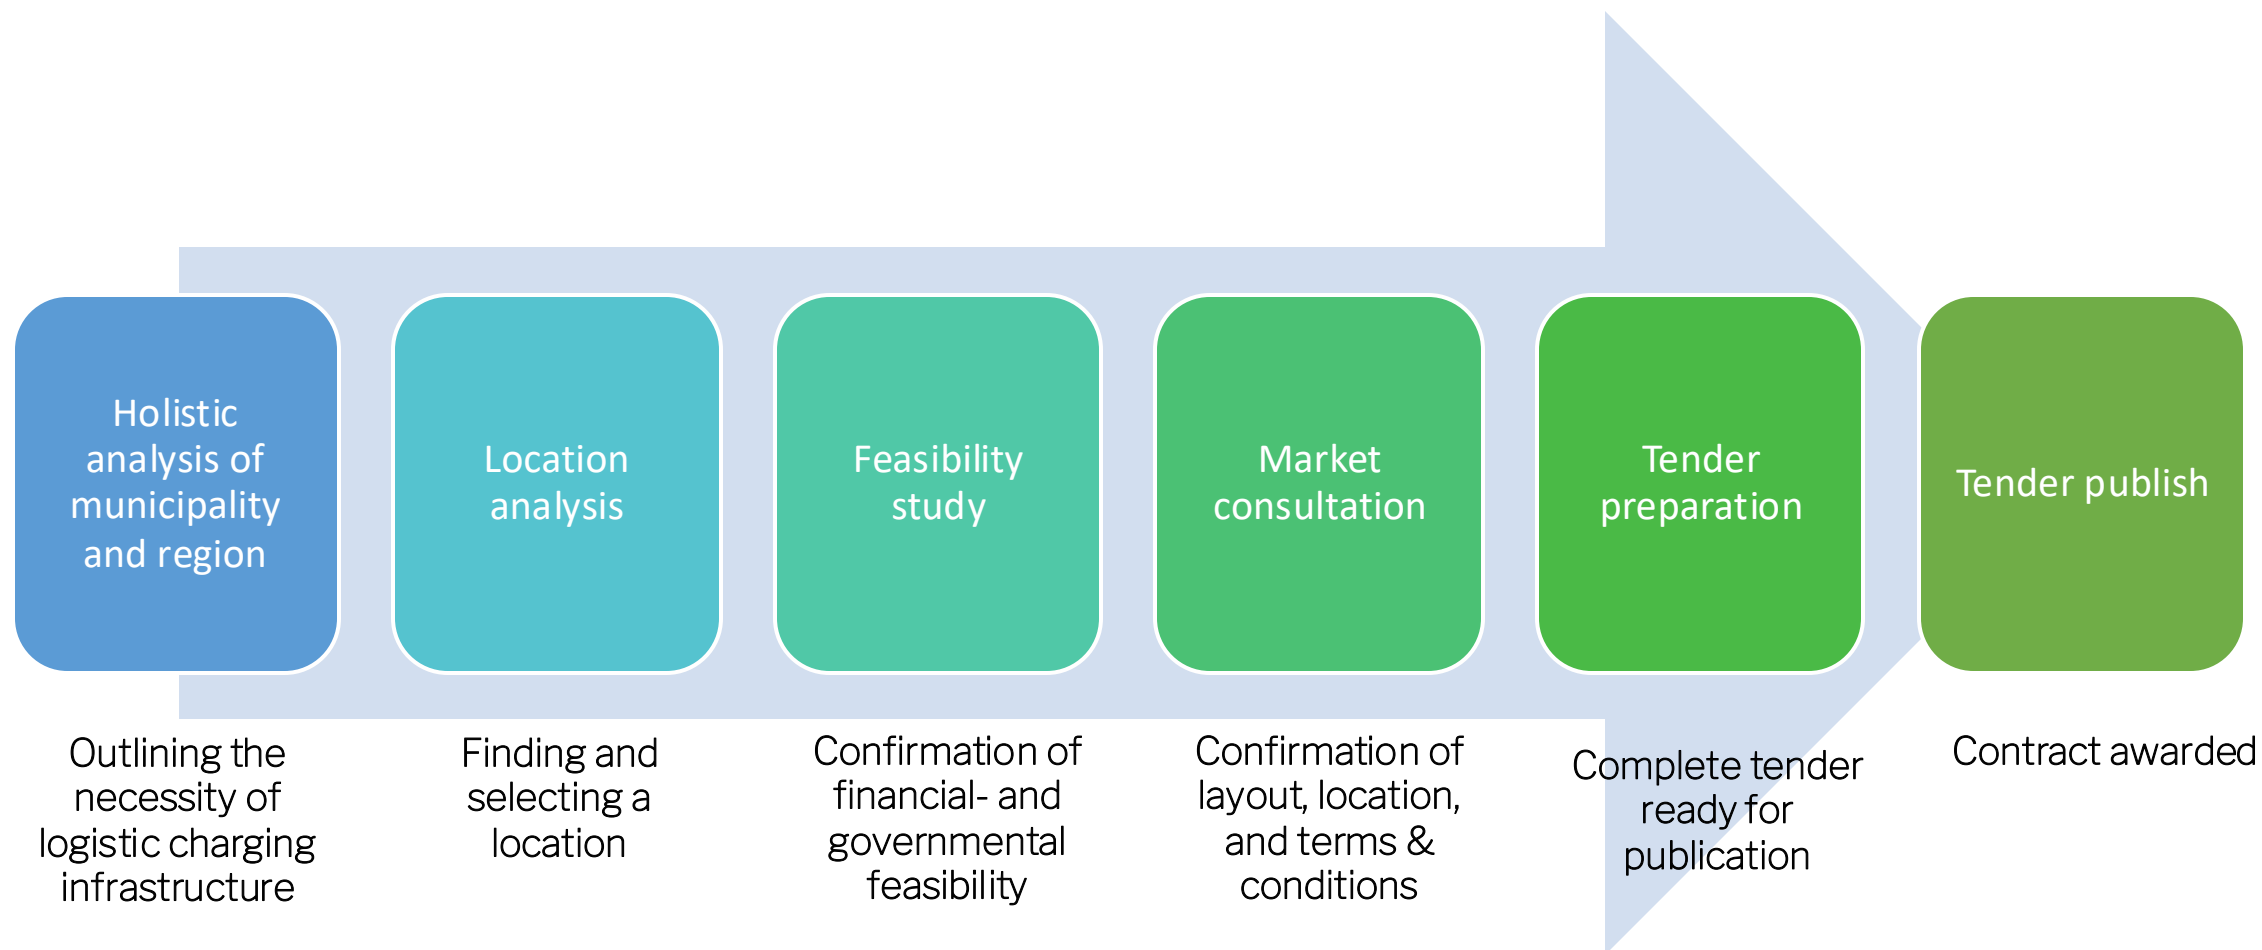 Holistic
analysis of
municipality
and region
Location
analysis
Feasibility
study
Market
consultation
Tender
preparation
Tender publish
Outlining the
necessity of
logistic charging
infrastructure
Finding and
selecting a
location
Confirmation of
financial- and
governmental
feasibility
Confirmation of
layout, location,
and terms &
conditions
Complete tender
ready for
publication
Contract awarded